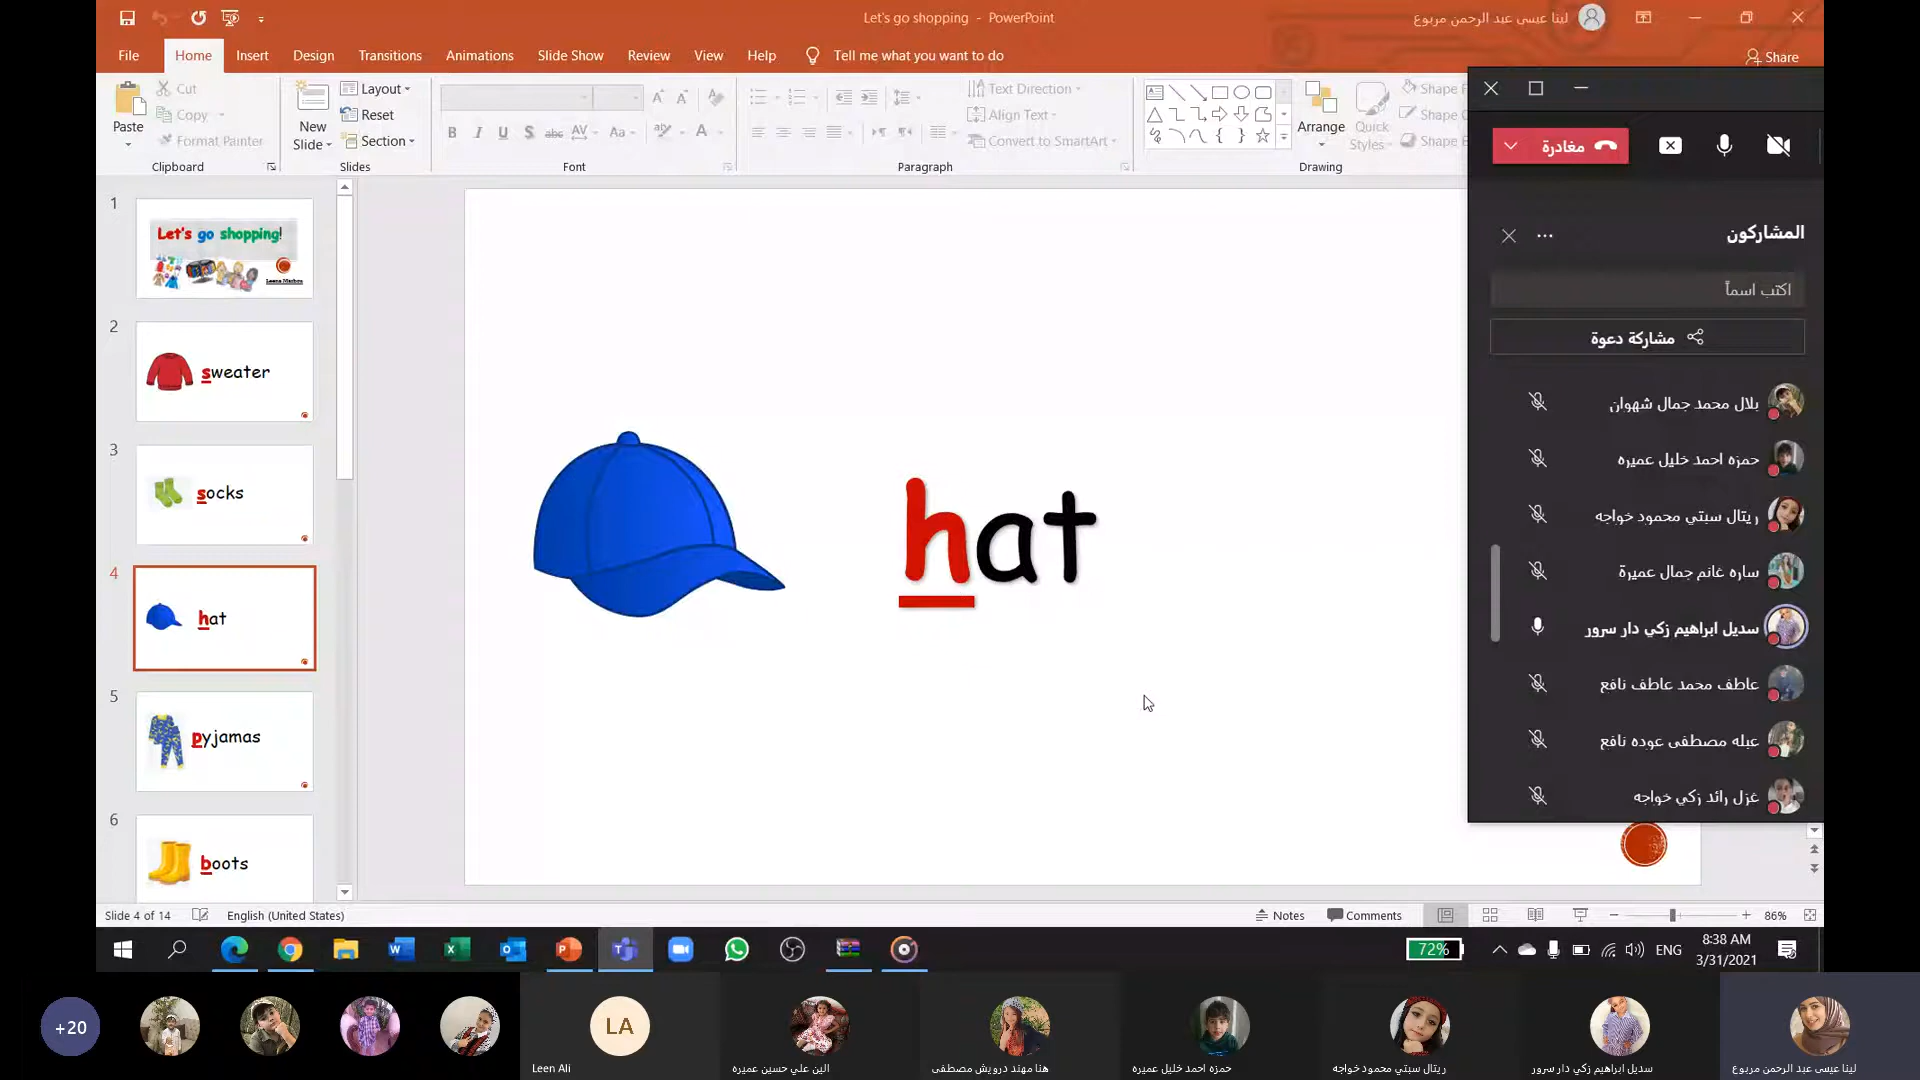 Let's go shopping - PowerPoint
لينا عيسى عبد الرحمن مربوع
File Home Insert Design Transitions Animations Slide Show Review View Help Tell me what you want to do
Share
Paste
Cut
Copy
Format Painter
Clipboard
New Slide
Layout
Reset
Section
Slides
Font
Text Direction
Align Text
Convert to SmartArt
Paragraph
Arrange
Quick Styles
Shape
Shape
Shape
Drawing
مغادرة
المشاركون
اكتب اسماً
مشاركة دعوة
بلال محمد جمال شهوان
حمزه احمد خليل عميره
ريتال سبتي محمود خواجه
ساره غانم جمال عميرة
سديل ابراهيم زكي دار سرور
عاطف محمد عاطف نافع
عبله مصطفى عوده نافع
غزل رائد زكي خواجه
1
Let's go shopping!
2
sweater
3
socks
4
hat
5
pyjamas
6
boots
hat
Slide 4 of 14 English (United States)
Notes Comments 86%
72% ENG
8:38 AM
3/31/2021
+20
LA
Leen Ali
الين علي حسين عميره
هنا مهند درويش مصطفى
حمزه احمد خليل عميره
ريتال سبتي محمود خواجه
سديل ابراهيم زكي دار سرور
لينا عيسى عبد الرحمن مربوع